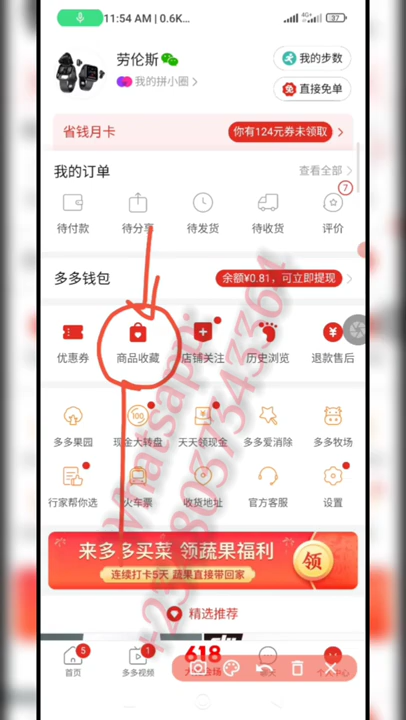 11:54 AM | 0.6K...
4G+
37
劳伦斯
我的拼小圈 >
我的步数
直接免单
省钱月卡
你有124元券未领取 >
我的订单
查看全部 >
7
待付款
待分享
待发货
待收货
评价
多多钱包
余额¥0.81，可立即提现 >
优惠券
商品收藏
店铺关注
历史浏览
退款售后
多多果园
现金大转盘
天天领现金
多多爱消除
多多牧场
行家帮你选
火车票
收货地址
官方客服
设置
来多多买菜 领蔬果福利
连续打卡5天 蔬果直接带回家
领
精选推荐
5
1
618
首页
多多视频
Whatsapp: